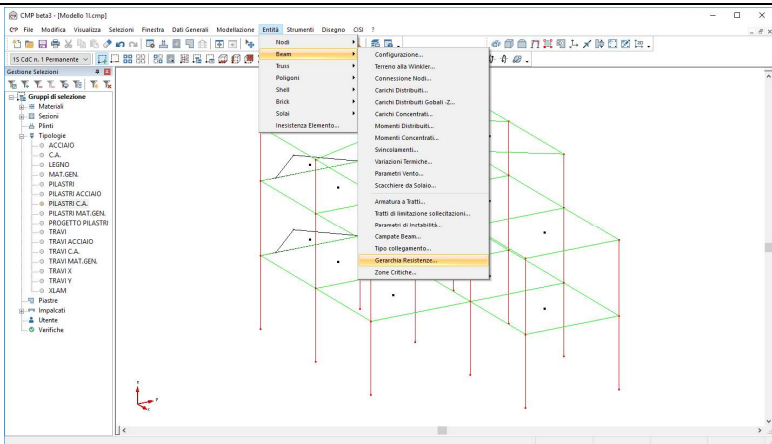 CMP beta3 - [Modello 1l.cmp]
CMP File Modifica Visualizza Selezioni Finestra Dati Generali Modellazione Entità Strumenti Disegno CISI ?
1S CdC n. 1 Permanente
Gestione Selezioni
Gruppi di selezione
Materiali
Sezioni
Plinti
Tipologie
ACCIAIO
C.A.
LEGNO
MAT.GEN.
PILASTRI
PILASTRI ACCIAIO
PILASTRI C.A.
PILASTRI MAT.GEN.
PROGETTO PILASTRI
TRAVI
TRAVI ACCIAIO
TRAVI C.A.
TRAVI MAT.GEN.
TRAVI X
TRAVI Y
XLAM
Piastre
Impalcati
Utente
Verifiche
Nodi
Beam
Truss
Poligoni
Shell
Brick
Solai
Inesistenza Elemento...
Configurazione...
Terreno alla Winkler...
Connessione Nodi...
Carichi Distribuiti...
Carichi Distribuiti Gobali -Z...
Carichi Concentrati...
Momenti Distribuiti...
Momenti Concentrati...
Svincolamenti...
Variazioni Termiche...
Parametri Vento...
Scacchiere da Solaio...
Armatura a Tratti...
Tratti di limitazione sollecitazioni...
Parametri di Instabilità...
Campate Beam...
Tipo collegamento...
Gerarchia Resistenze...
Zone Critiche...